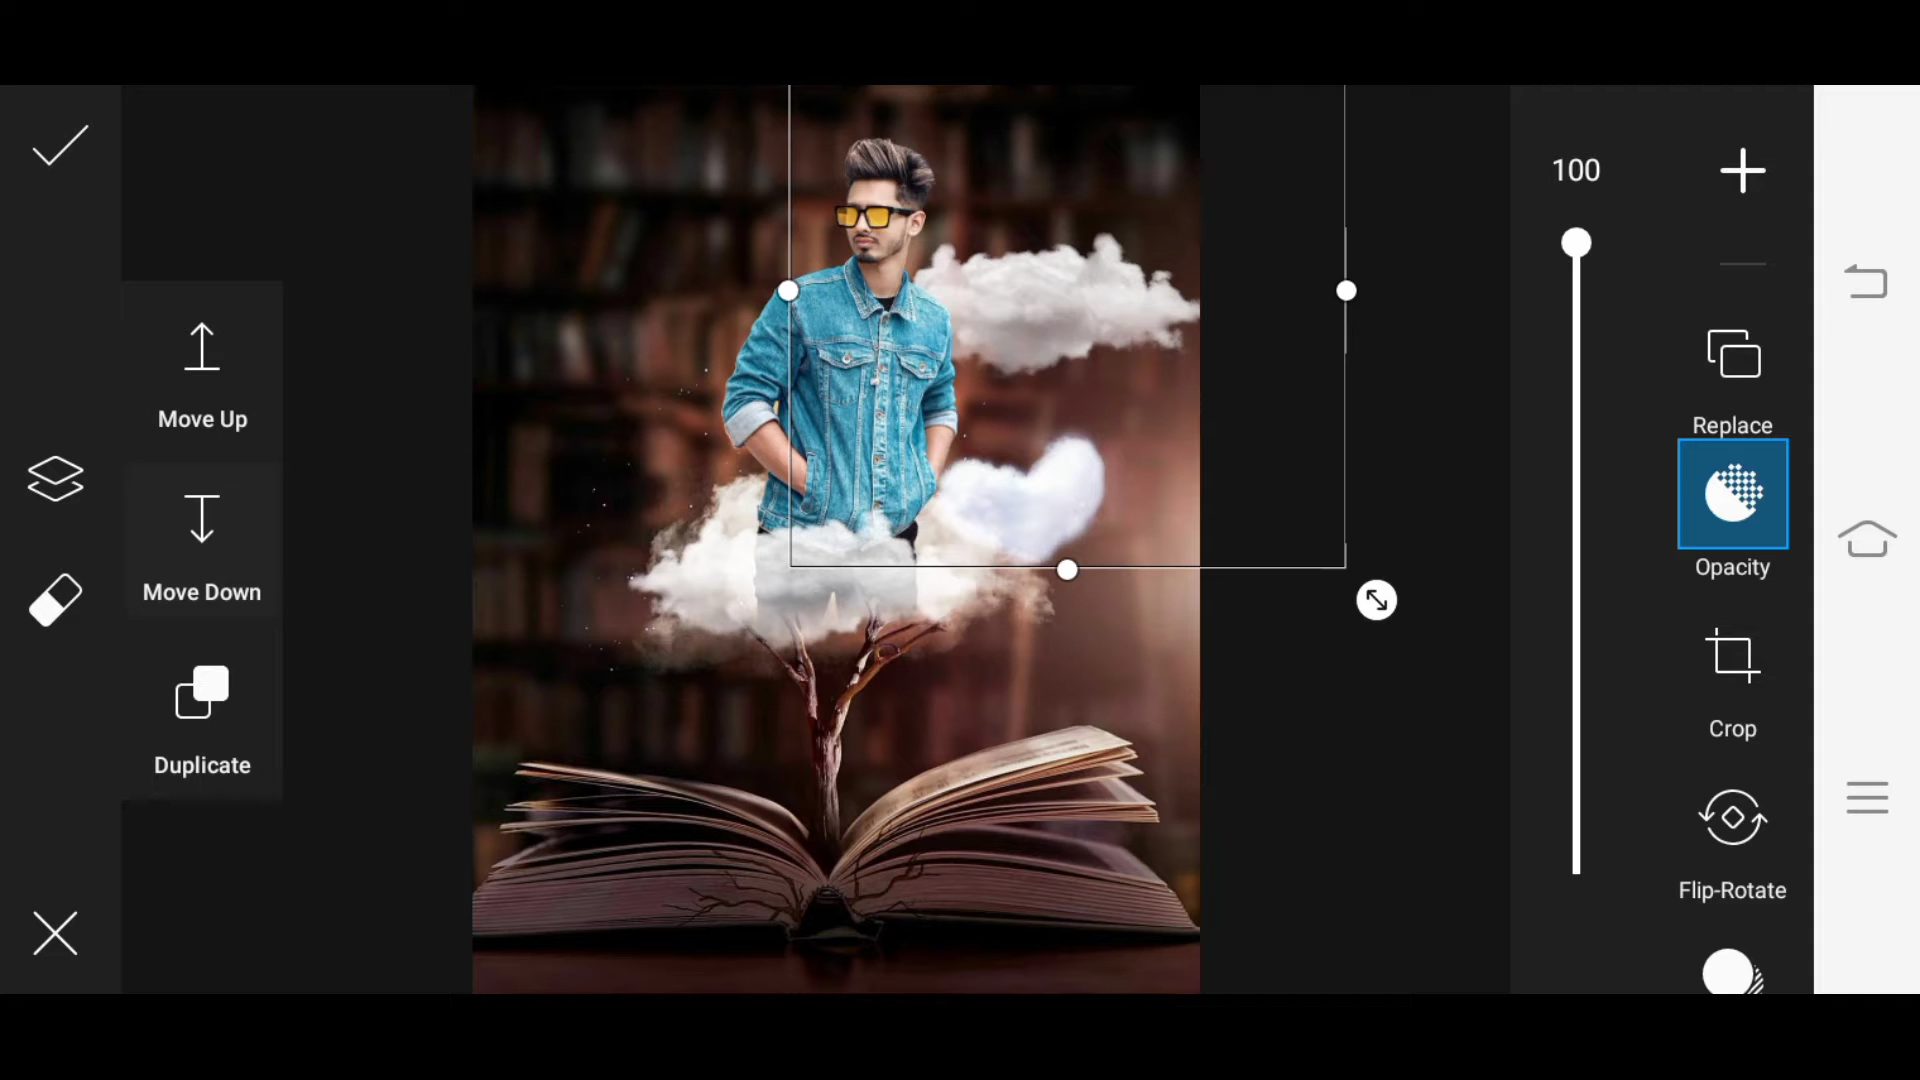 Move Up
Move Down
Duplicate
100
Replace
Opacity
Crop
Flip-Rotate